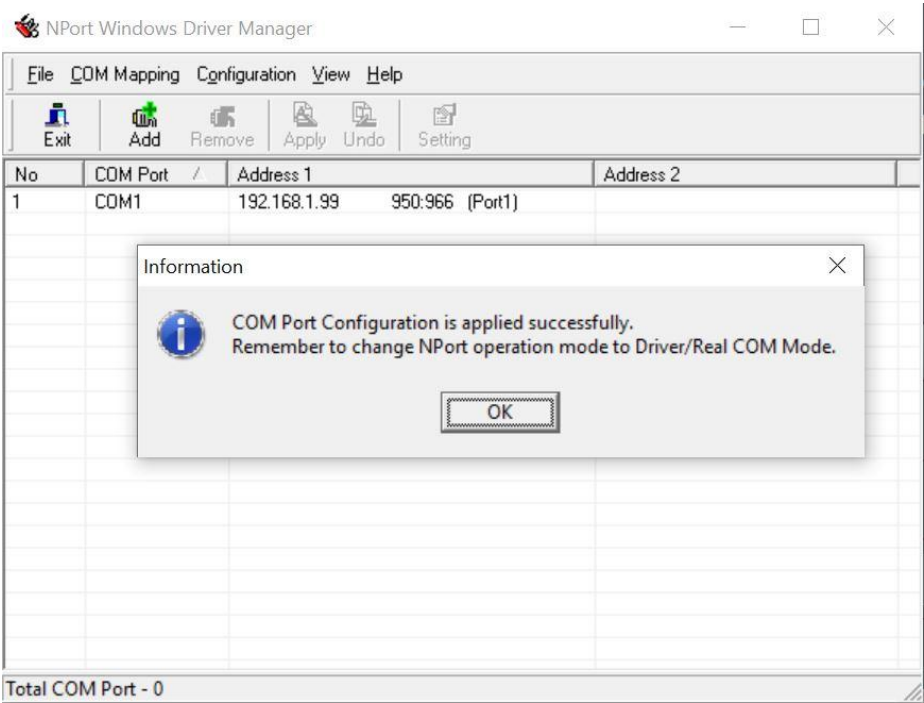 NPort Windows Driver Manager
File COM Mapping Configuration View Help
Exit Add Remove Apply Undo Setting
No COM Port Address 1 Address 2
1 COM1 192.168.1.99 950:966 (Port1)
Information
COM Port Configuration is applied successfully.
Remember to change NPort operation mode to Driver/Real COM Mode.
OK
Total COM Port - 0